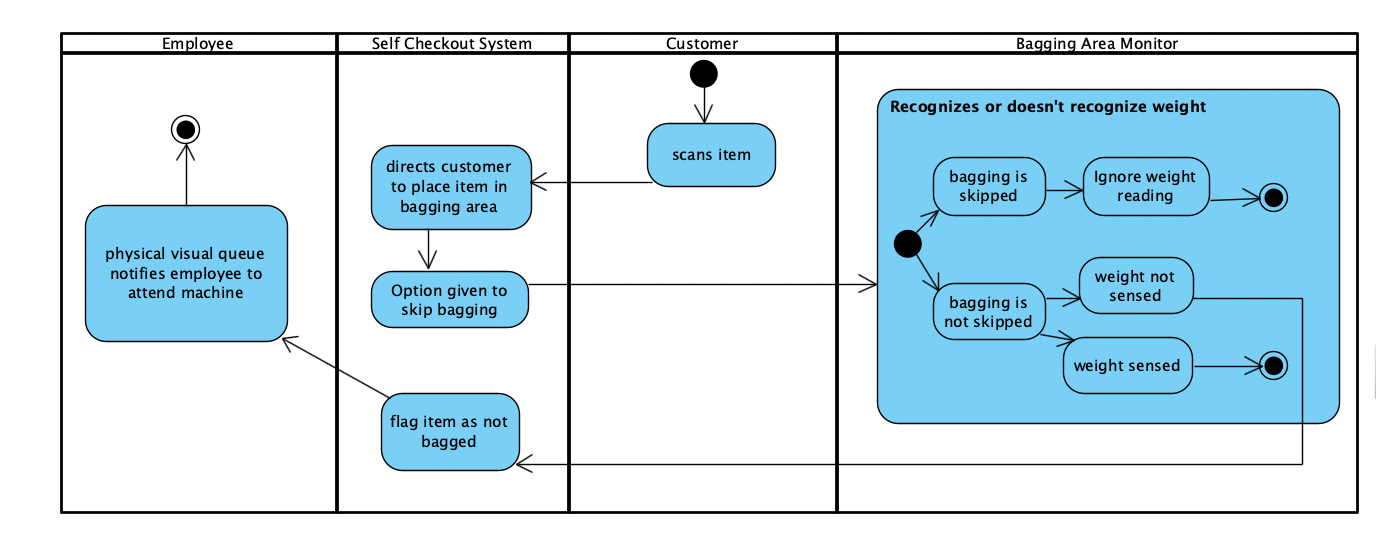 Employee
Self Checkout System
Customer
Bagging Area Monitor
Recognizes or doesn't recognize weight
scans item
directs customer
to place item in
bagging area
bagging is
skipped
Ignore weight
reading
physical visual queue
notifies employee to
attend machine
Option given to
skip bagging
weight not
sensed
bagging is
not skipped
weight sensed
flag item as not
bagged